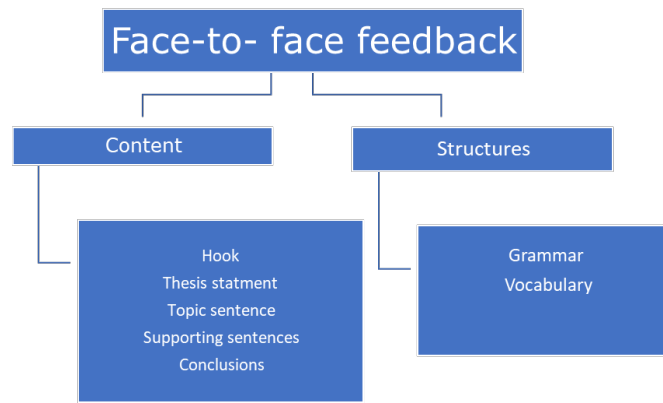 Face-to- face feedback
Content
Structures
Hook
Thesis statment
Topic sentence
Supporting sentences
Conclusions
Grammar
Vocabulary